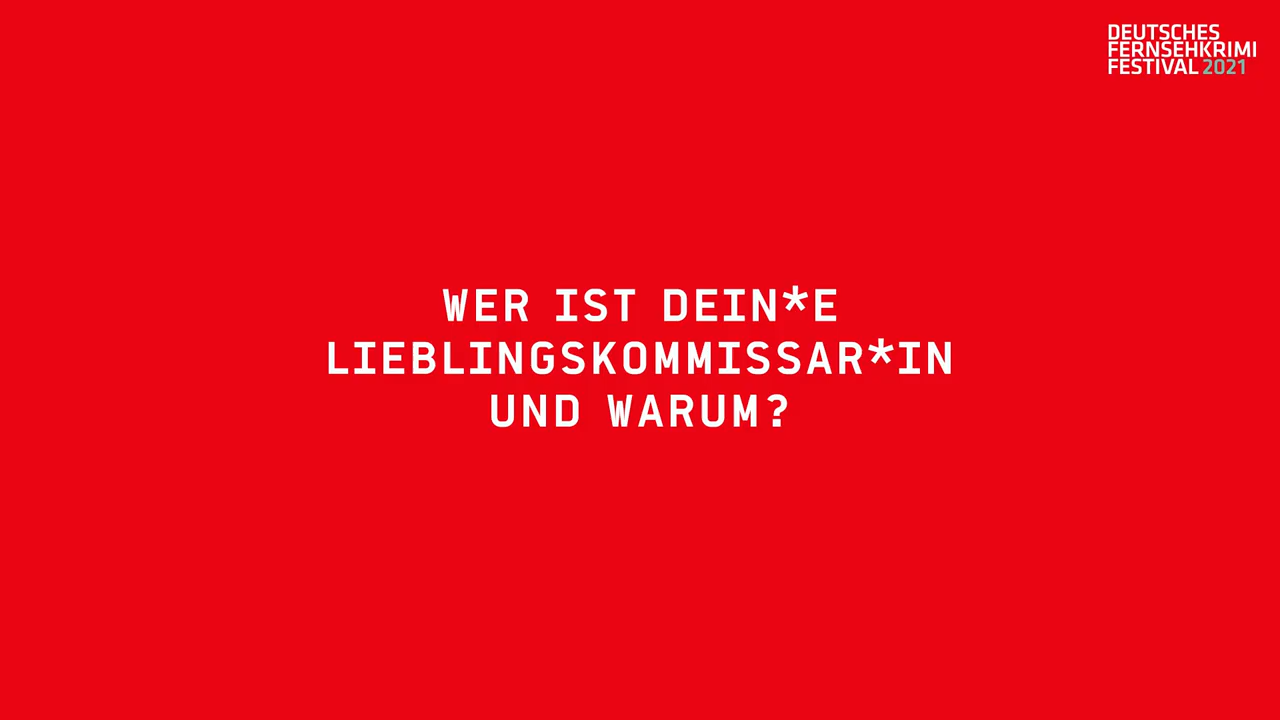 DEUTSCHES
FERNSEHKRIMI
FESTIVAL 2021
WER IST DEIN*E
LIEBLINGSKOMMISSAR*IN
UND WARUM?